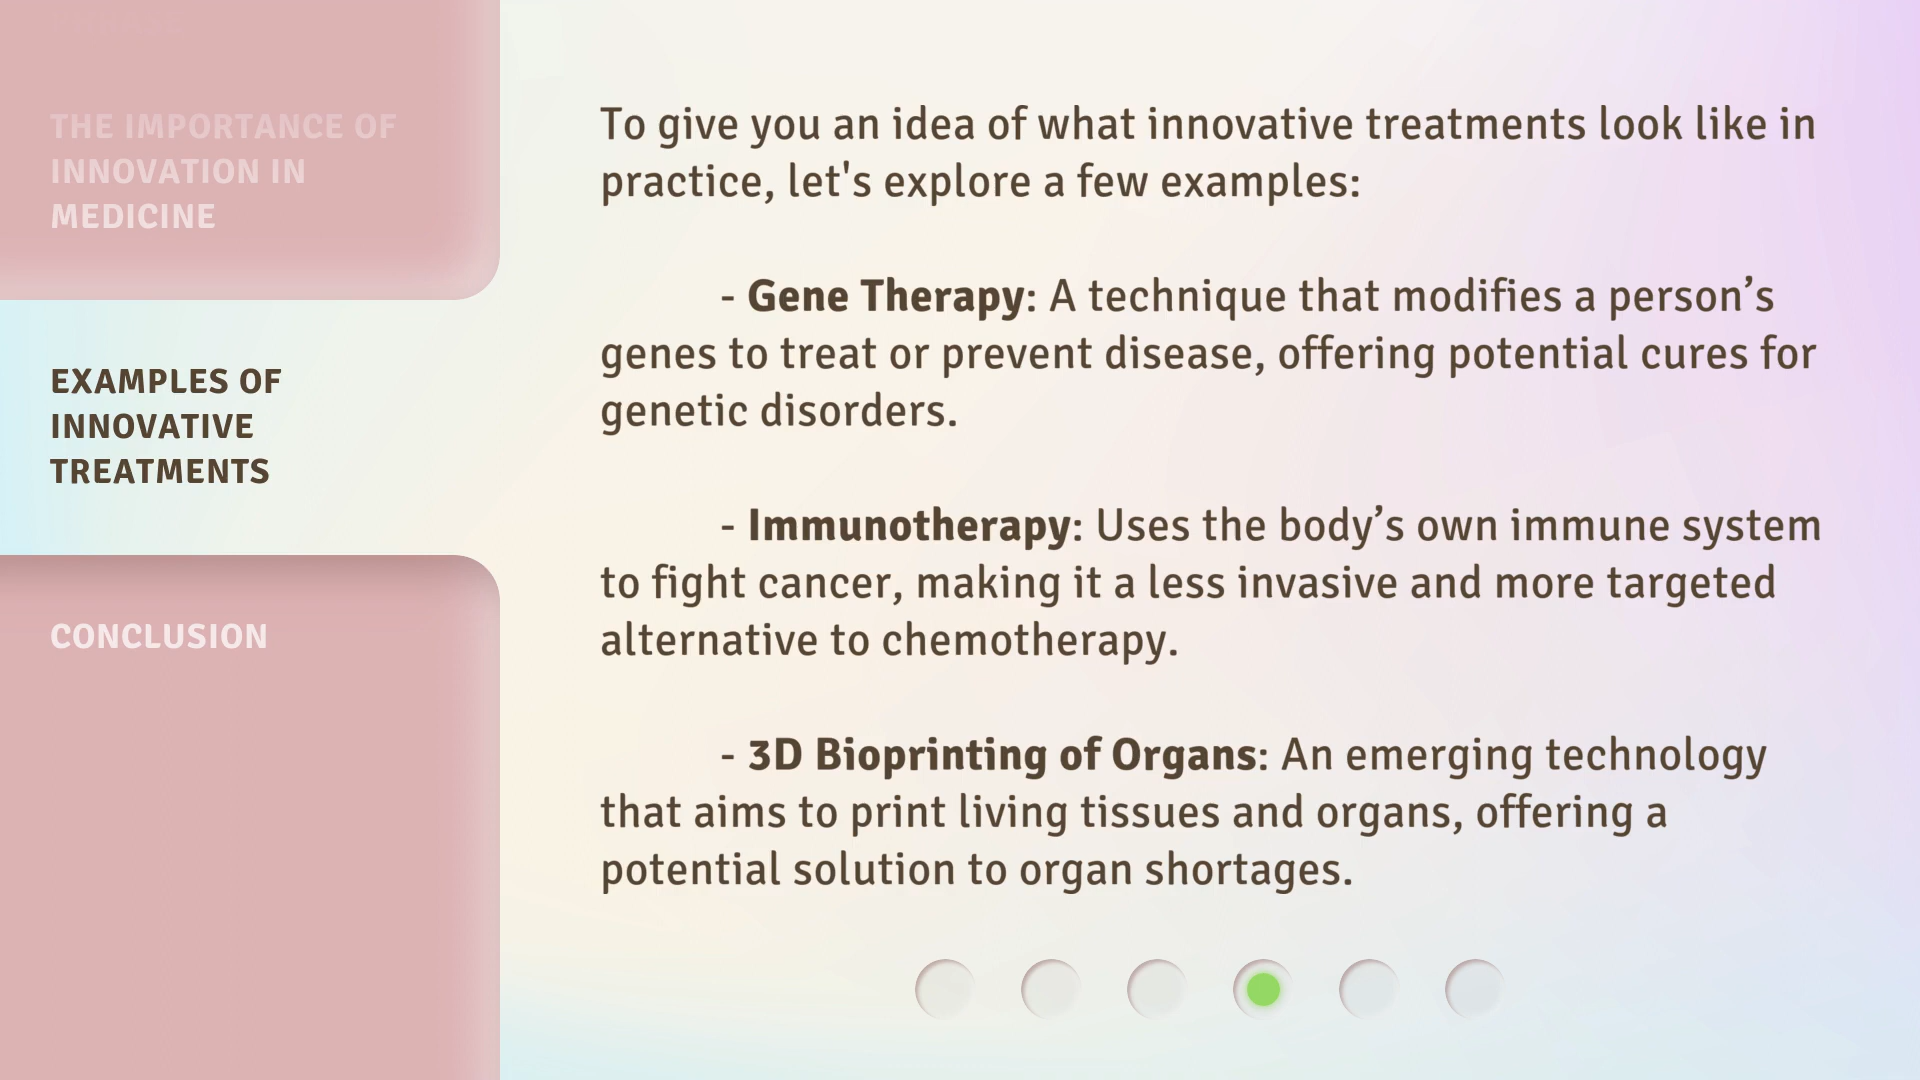 THE IMPORTANCE OF
INNOVATION IN
MEDICINE
EXAMPLES OF
INNOVATIVE
TREATMENTS
CONCLUSION
To give you an idea of what innovative treatments look like in
practice, let's explore a few examples:
- Gene Therapy: A technique that modifies a person’s
genes to treat or prevent disease, offering potential cures for
genetic disorders.
- Immunotherapy: Uses the body’s own immune system
to fight cancer, making it a less invasive and more targeted
alternative to chemotherapy.
- 3D Bioprinting of Organs: An emerging technology
that aims to print living tissues and organs, offering a
potential solution to organ shortages.